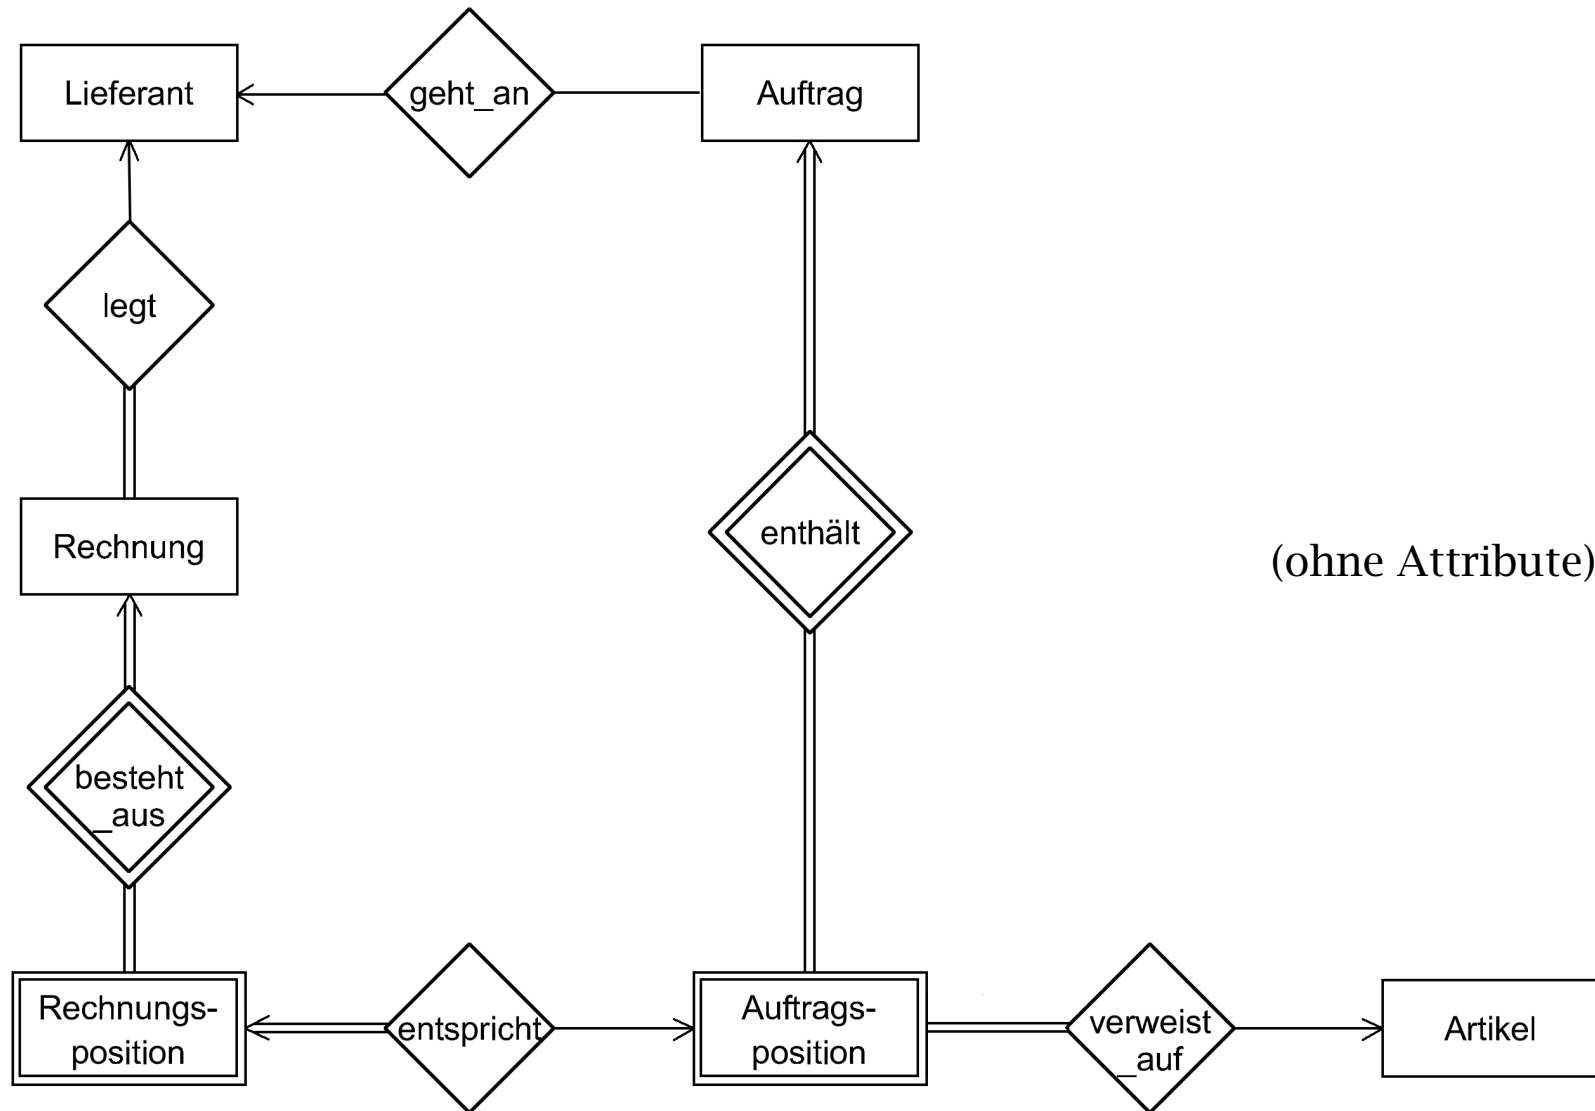 Lieferant
geht_an
Auftrag
legt
Rechnung
enthält
(ohne Attribute)
besteht
_aus
Rechnungs-
position
entspricht
Auftrags-
position
verweist
_auf
Artikel